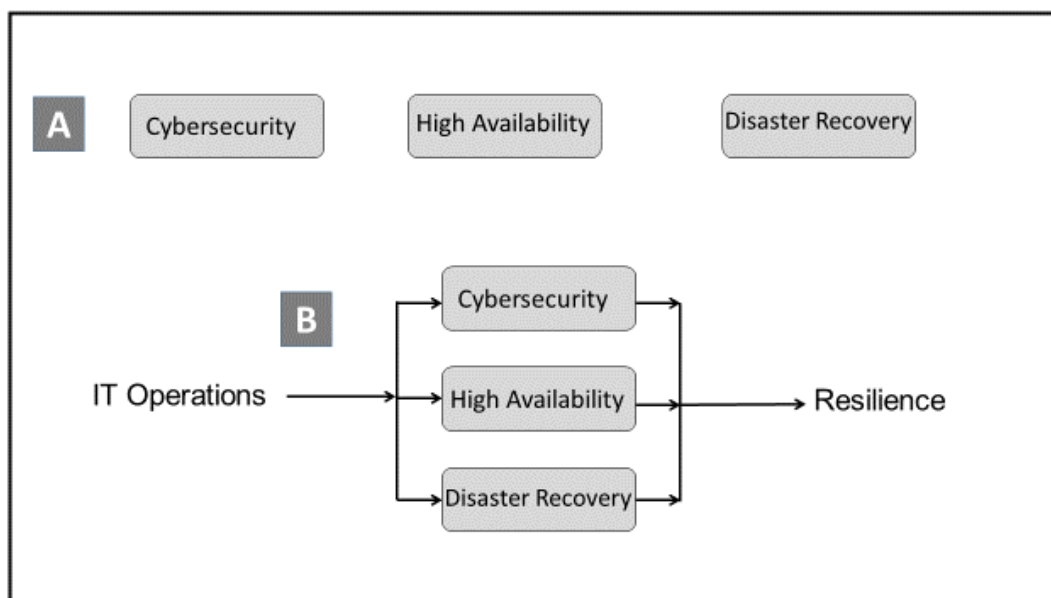 A
Cybersecurity
High Availability
Disaster Recovery
B
Cybersecurity
IT Operations
High Availability
Resilience
Disaster Recovery